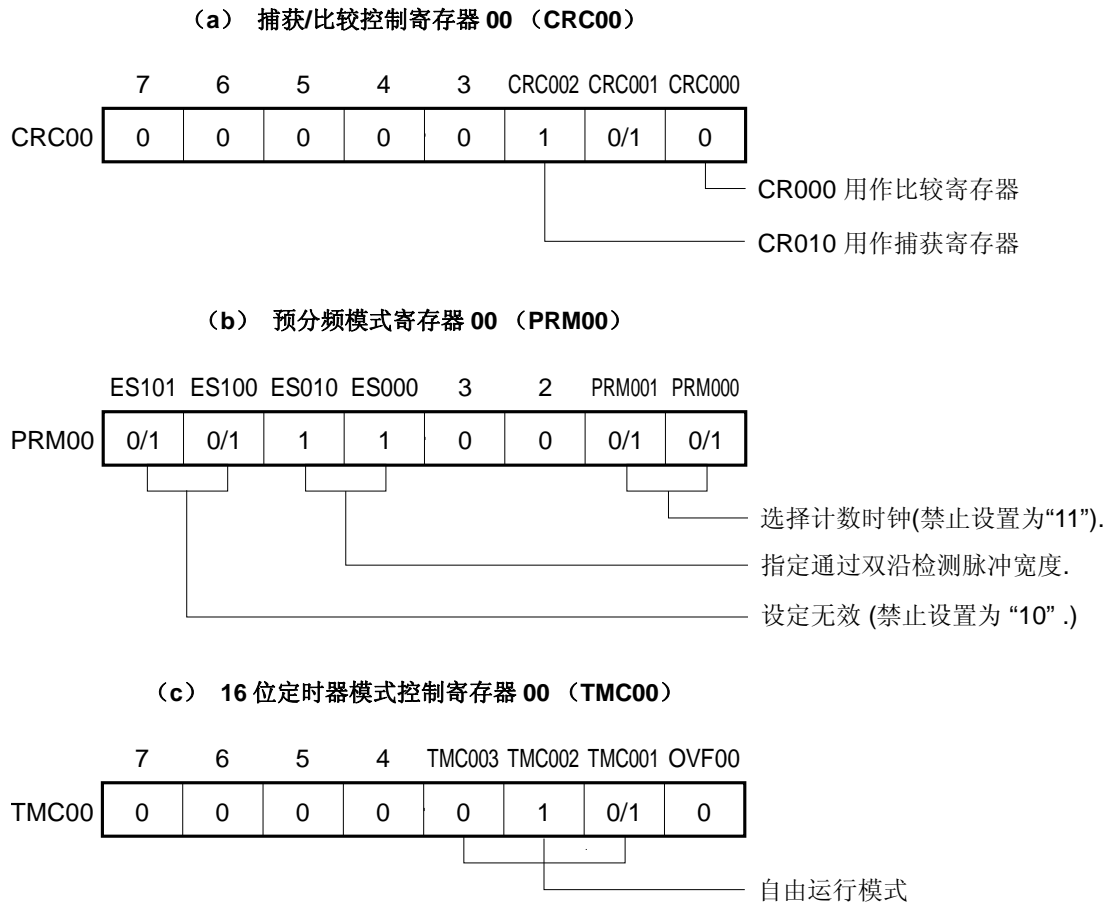 （a） 捕获/比较控制寄存器 00 （CRC00）
7 6 5 4 3 CRC002 CRC001 CRC000
CRC00 0 0 0 0 0 1 0/1 0
CR000 用作比较寄存器
CR010 用作捕获寄存器
（b） 预分频模式寄存器 00 （PRM00）
ES101 ES100 ES010 ES000 3 2 PRM001 PRM000
PRM00 0/1 0/1 1 1 0 0 0/1 0/1
选择计数时钟(禁止设置为“11”).
指定通过双沿检测脉冲宽度.
设定无效 (禁止设置为 “10” .)
（c） 16 位定时器模式控制寄存器 00 （TMC00）
7 6 5 4 TMC003 TMC002 TMC001 OVF00
TMC00 0 0 0 0 0 1 0/1 0
自由运行模式